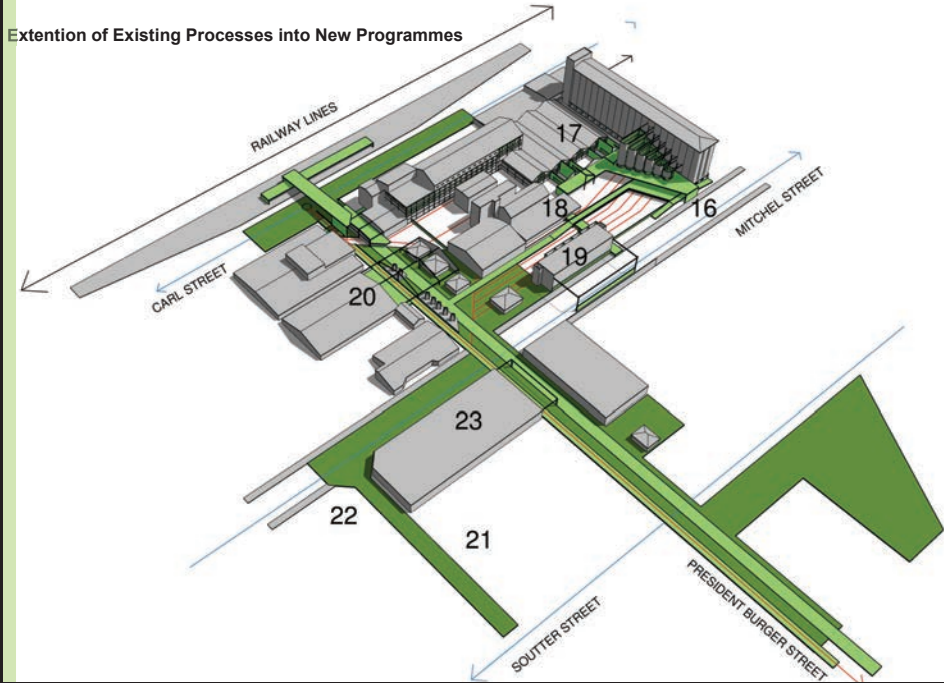 Extention of Existing Processes into New Programmes
RAILWAY LINES
17
18
16
MITCHEL STREET
19
CARL STREET
20
23
22
21
SOUTTER STREET
PRESIDENT BURGER STREET